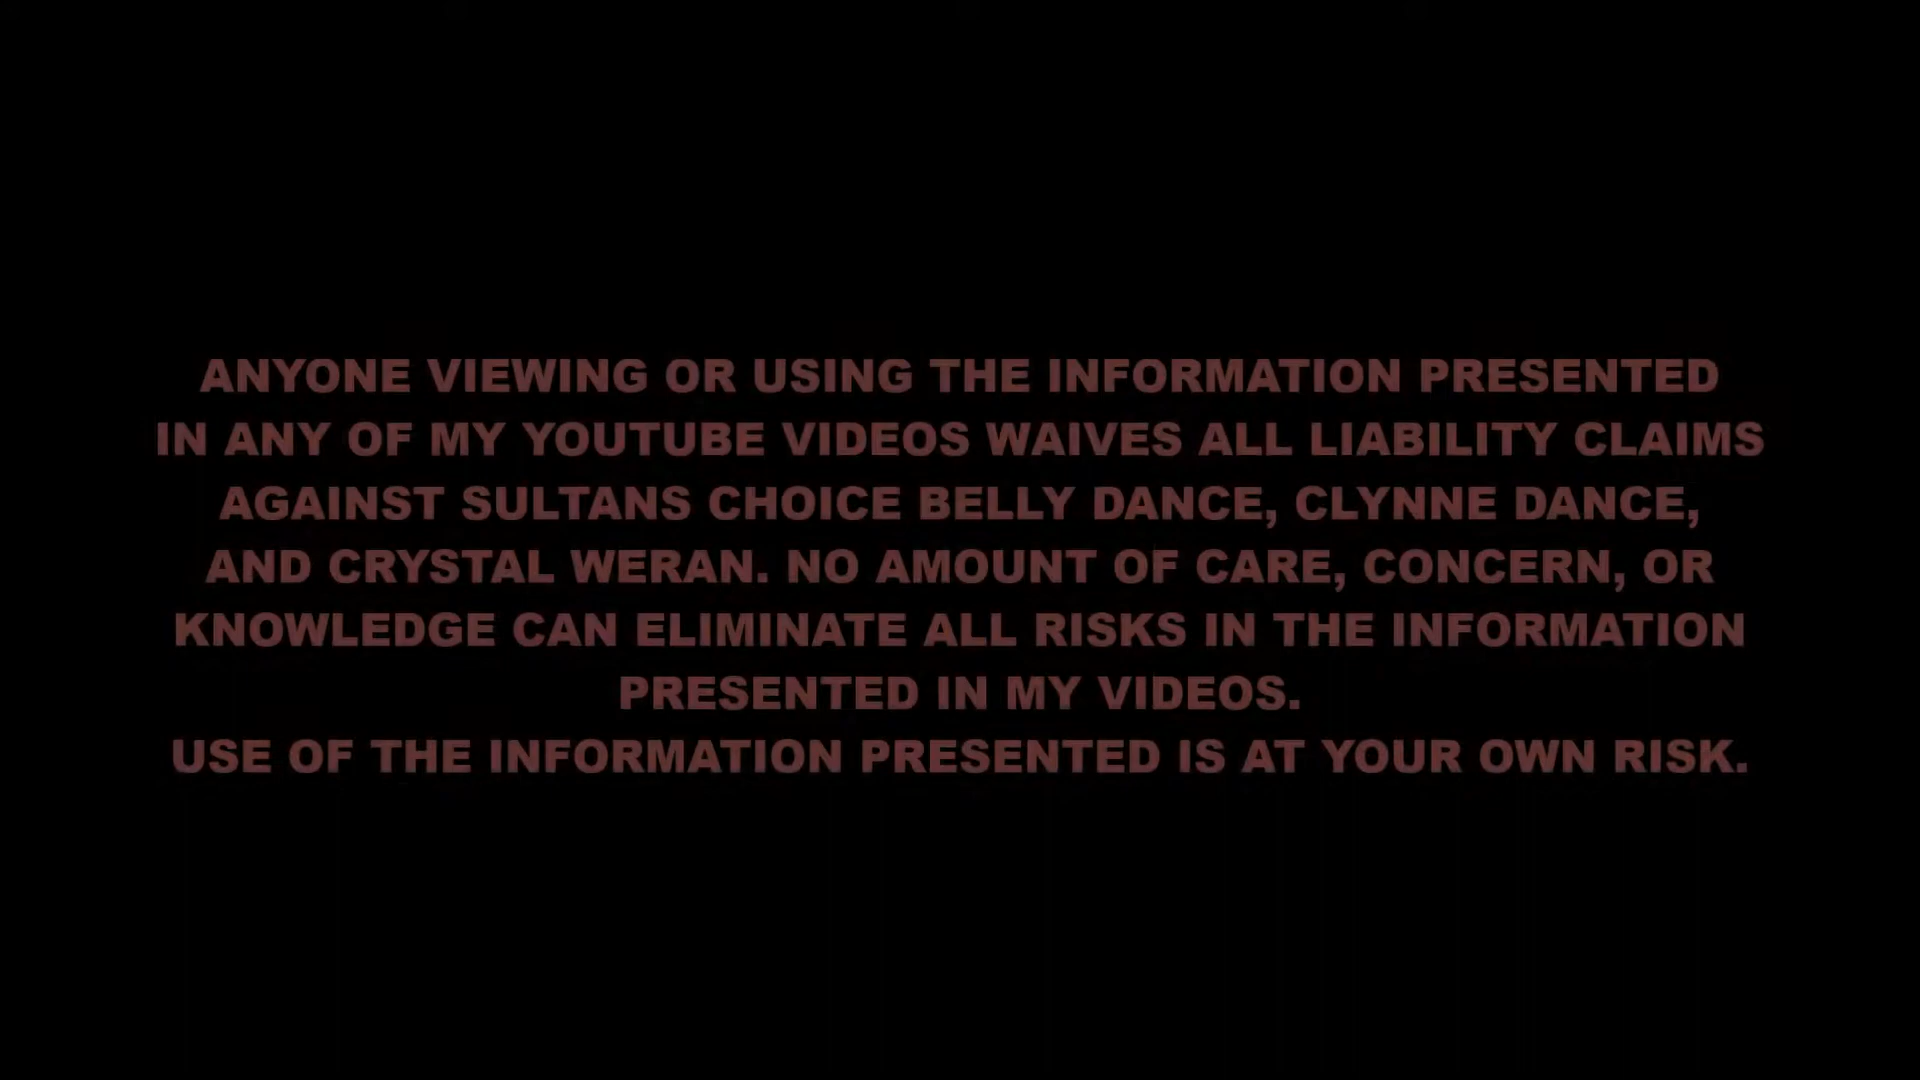 ANYONE VIEWING OR USING THE INFORMATION PRESENTED
IN ANY OF MY YOUTUBE VIDEOS WAIVES ALL LIABILITY CLAIMS
AGAINST SULTANS CHOICE BELLY DANCE, CLYNNE DANCE,
AND CRYSTAL WERAN. NO AMOUNT OF CARE, CONCERN, OR
KNOWLEDGE CAN ELIMINATE ALL RISKS IN THE INFORMATION
PRESENTED IN MY VIDEOS.
USE OF THE INFORMATION PRESENTED IS AT YOUR OWN RISK.